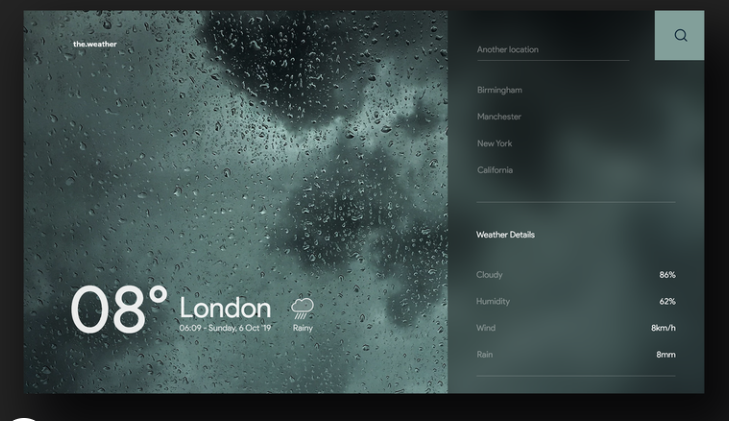 the.weather
08°
London
06:09 - Sunday, 6 Oct '19
Rainy
Another location
Birmingham
Manchester
New York
California
Weather Details
Cloudy 86%
Humidity 62%
Wind 8km/h
Rain 8mm